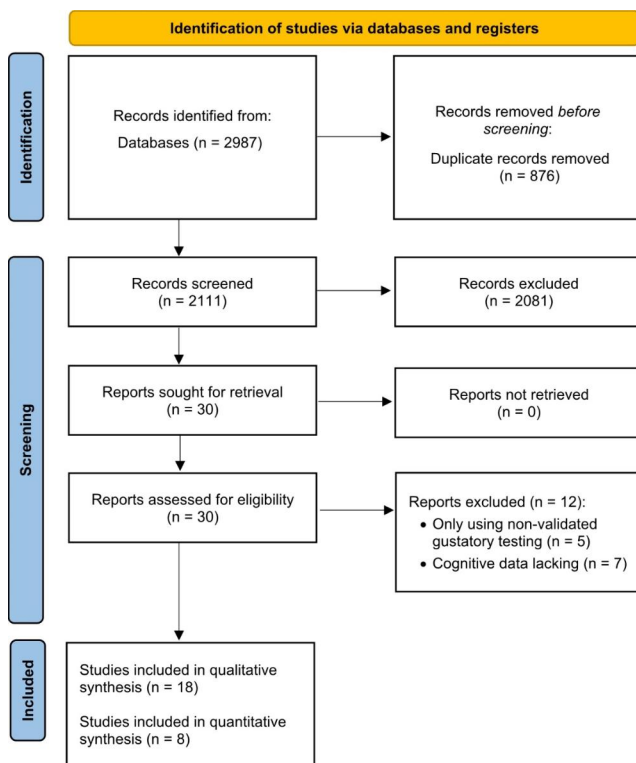 Identification of studies via databases and registers
Identification
Records identified from:
Databases (n = 2987)
Records removed before
screening:
Duplicate records removed
(n = 876)
Screening
Records screened
(n = 2111)
Records excluded
(n = 2081)
Reports sought for retrieval
(n = 30)
Reports not retrieved
(n = 0)
Reports assessed for eligibility
(n = 30)
Reports excluded (n = 12):
• Only using non-validated
gustatory testing (n = 5)
• Cognitive data lacking (n = 7)
Included
Studies included in qualitative
synthesis (n = 18)
Studies included in quantitative
synthesis (n = 8)